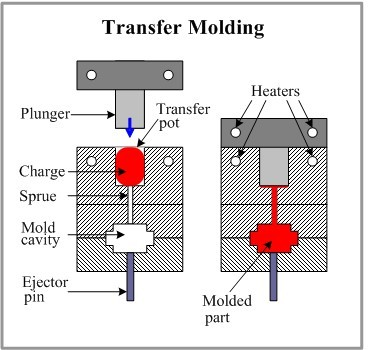 Transfer Molding
Plunger
Transfer
pot
Heaters
Charge
Sprue
Mold
cavity
Ejector
pin
Molded
part